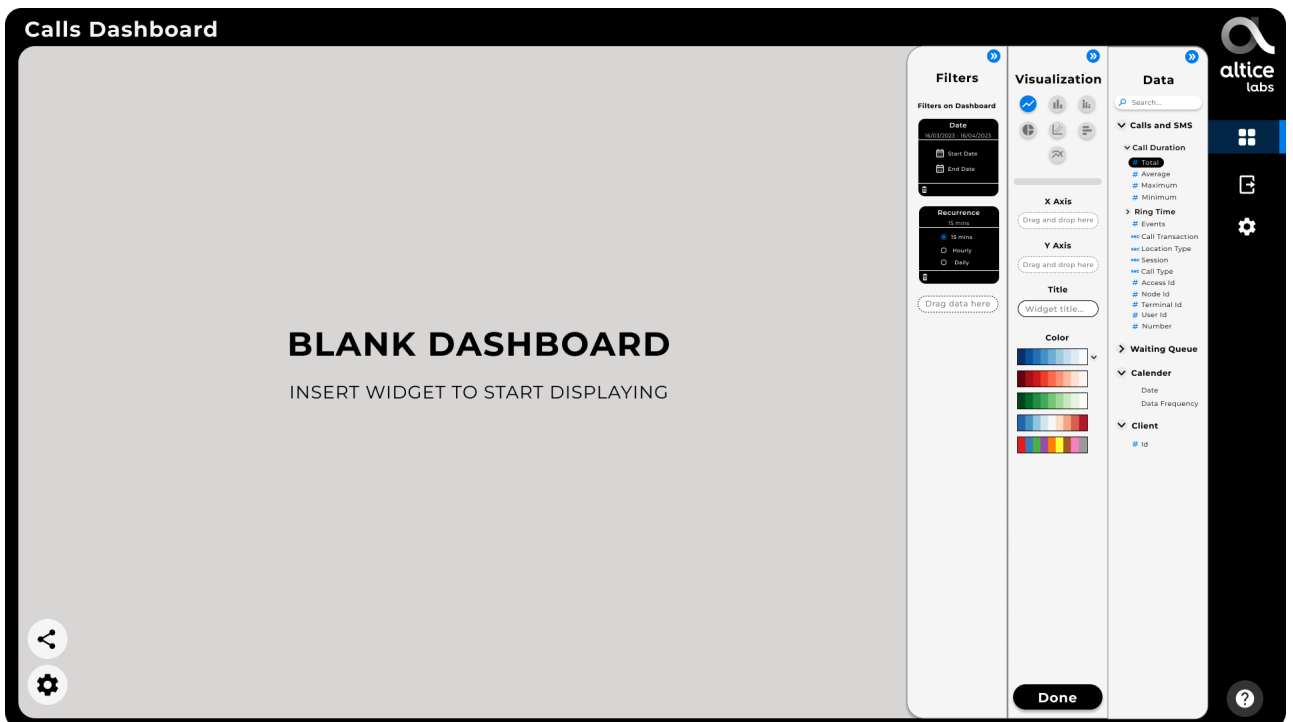 Calls Dashboard
altice
labs
BLANK DASHBOARD
INSERT WIDGET TO START DISPLAYING
Filters
Filters on Dashboard
Date
16/03/2023 - 16/04/2023
Start Date
End Date
Recurrence
15 mins
15 mins
Hourly
Daily
Drag data here
Visualization
X Axis
Drag and drop here
Y Axis
Drag and drop here
Title
Widget title...
Color
Done
Data
Search...
Calls and SMS
Call Duration
# Total
# Average
# Maximum
# Minimum
Ring Time
# Events
ABC Call Transaction
ABC Location Type
ABC Session
ABC Call Type
# Access Id
# Node Id
# Terminal Id
# User Id
# Number
Waiting Queue
Calender
Date
Data Frequency
Client
# Id
?